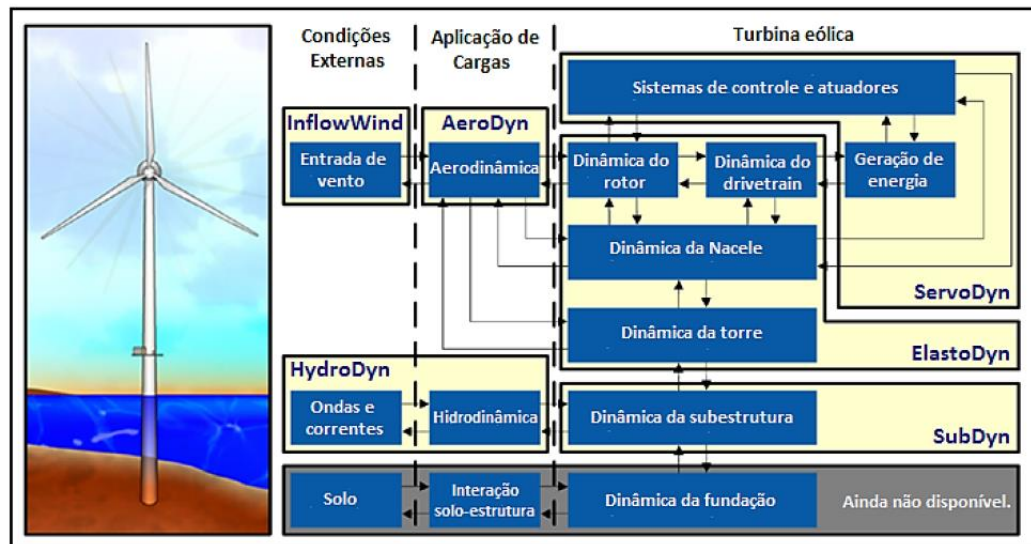 Condições
Externas
Aplicação de
Cargas
Turbina eólica
Sistemas de controle e atuadores
InflowWind
AeroDyn
Entrada de
vento
Aerodinâmica
Dinâmica do
rotor
Dinâmica do
drivetrain
Geração de
energia
Dinâmica da Nacele
ServoDyn
Dinâmica da torre
ElastoDyn
HydroDyn
Ondas e
correntes
Hidrodinâmica
Dinâmica da subestrutura
SubDyn
Solo
Interação
solo-estrutura
Dinâmica da fundação
Ainda não disponível.